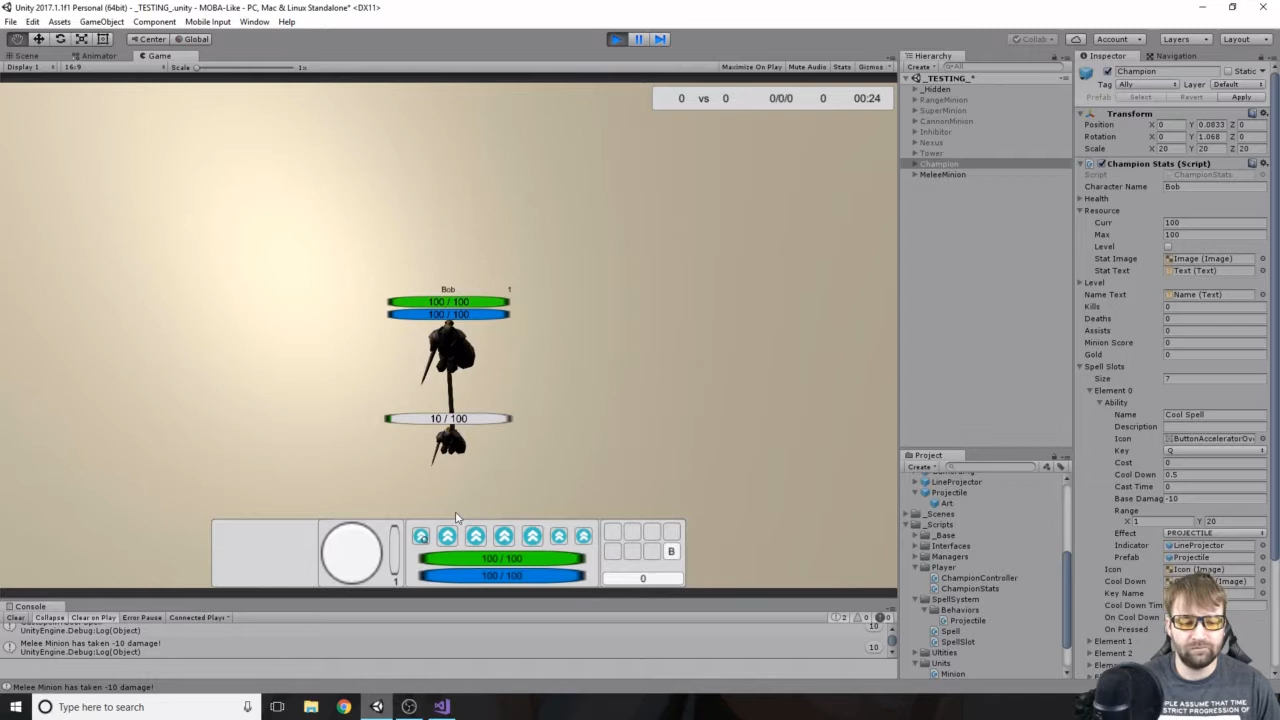 Unity 2017.1.1f1 Personal (64bit) - _TESTING_.unity - MOBA-Like - PC, Mac & Linux Standalone* <DX11>
File Edit Assets GameObject Component Mobile Input Window Help
Center Global Collab Account Layers Layout
Scene Animator Game
Display 1 16:9 Scale 1x Maximize On Play Mute Audio Stats Gizmos
0 vs 0 0/0/0 0 00:24
Bob 1
100 / 100
100 / 100
10 / 100
100 / 100
100 / 100
1
B
0
Console
Clear Collapse Clear on Play Error Pause Connected Player
2 0 0
UnityEngine.Debug:Log(Object)
10
Melee Minion has taken -10 damage!
UnityEngine.Debug:Log(Object)
10
Melee Minion has taken -10 damage!
Hierarchy
Create All
_TESTING_*
_Hidden
RangeMinion
SuperMinion
CannonMinion
Inhibitor
Nexus
Tower
Champion
MeleeMinion
Project
Create
LineProjector
Projectile
Art
_Scenes
_Scripts
_Base
Interfaces
Managers
Player
ChampionController
ChampionStats
SpellSystem
Behaviors
Projectile
Spell
SpellSlot
Ultities
Units
Minion
Inspector Navigation
Champion Static
Tag Ally Layer Default
Prefab Select Revert Apply
Transform
Position X 0 Y 0.0833 Z 0
Rotation X 0 Y 1.068 Z 0
Scale X 20 Y 20 Z 20
Champion Stats (Script)
Script ChampionStats
Character Name Bob
Health
Resource
Curr 100
Max 100
Level
Stat Image Image (Image)
Stat Text Text (Text)
Level
Name Text Name (Text)
Kills 0
Deaths 0
Assists 0
Minion Score 0
Gold 0
Spell Slots
Size 7
Element 0
Ability
Name Cool Spell
Description
Icon ButtonAcceleratorOv
Key Q
Cost 0
Cool Down 0.5
Cast Time 0
Base Damag -10
Range
X 1 Y 20
Effect PROJECTILE
Indicator LineProjector
Prefab Projectile
Icon Icon (Image)
Cool Down (Image)
Key Name
Cool Down Tim
On Cool Down
On Pressed
Element 1
Element 2
Type here to search